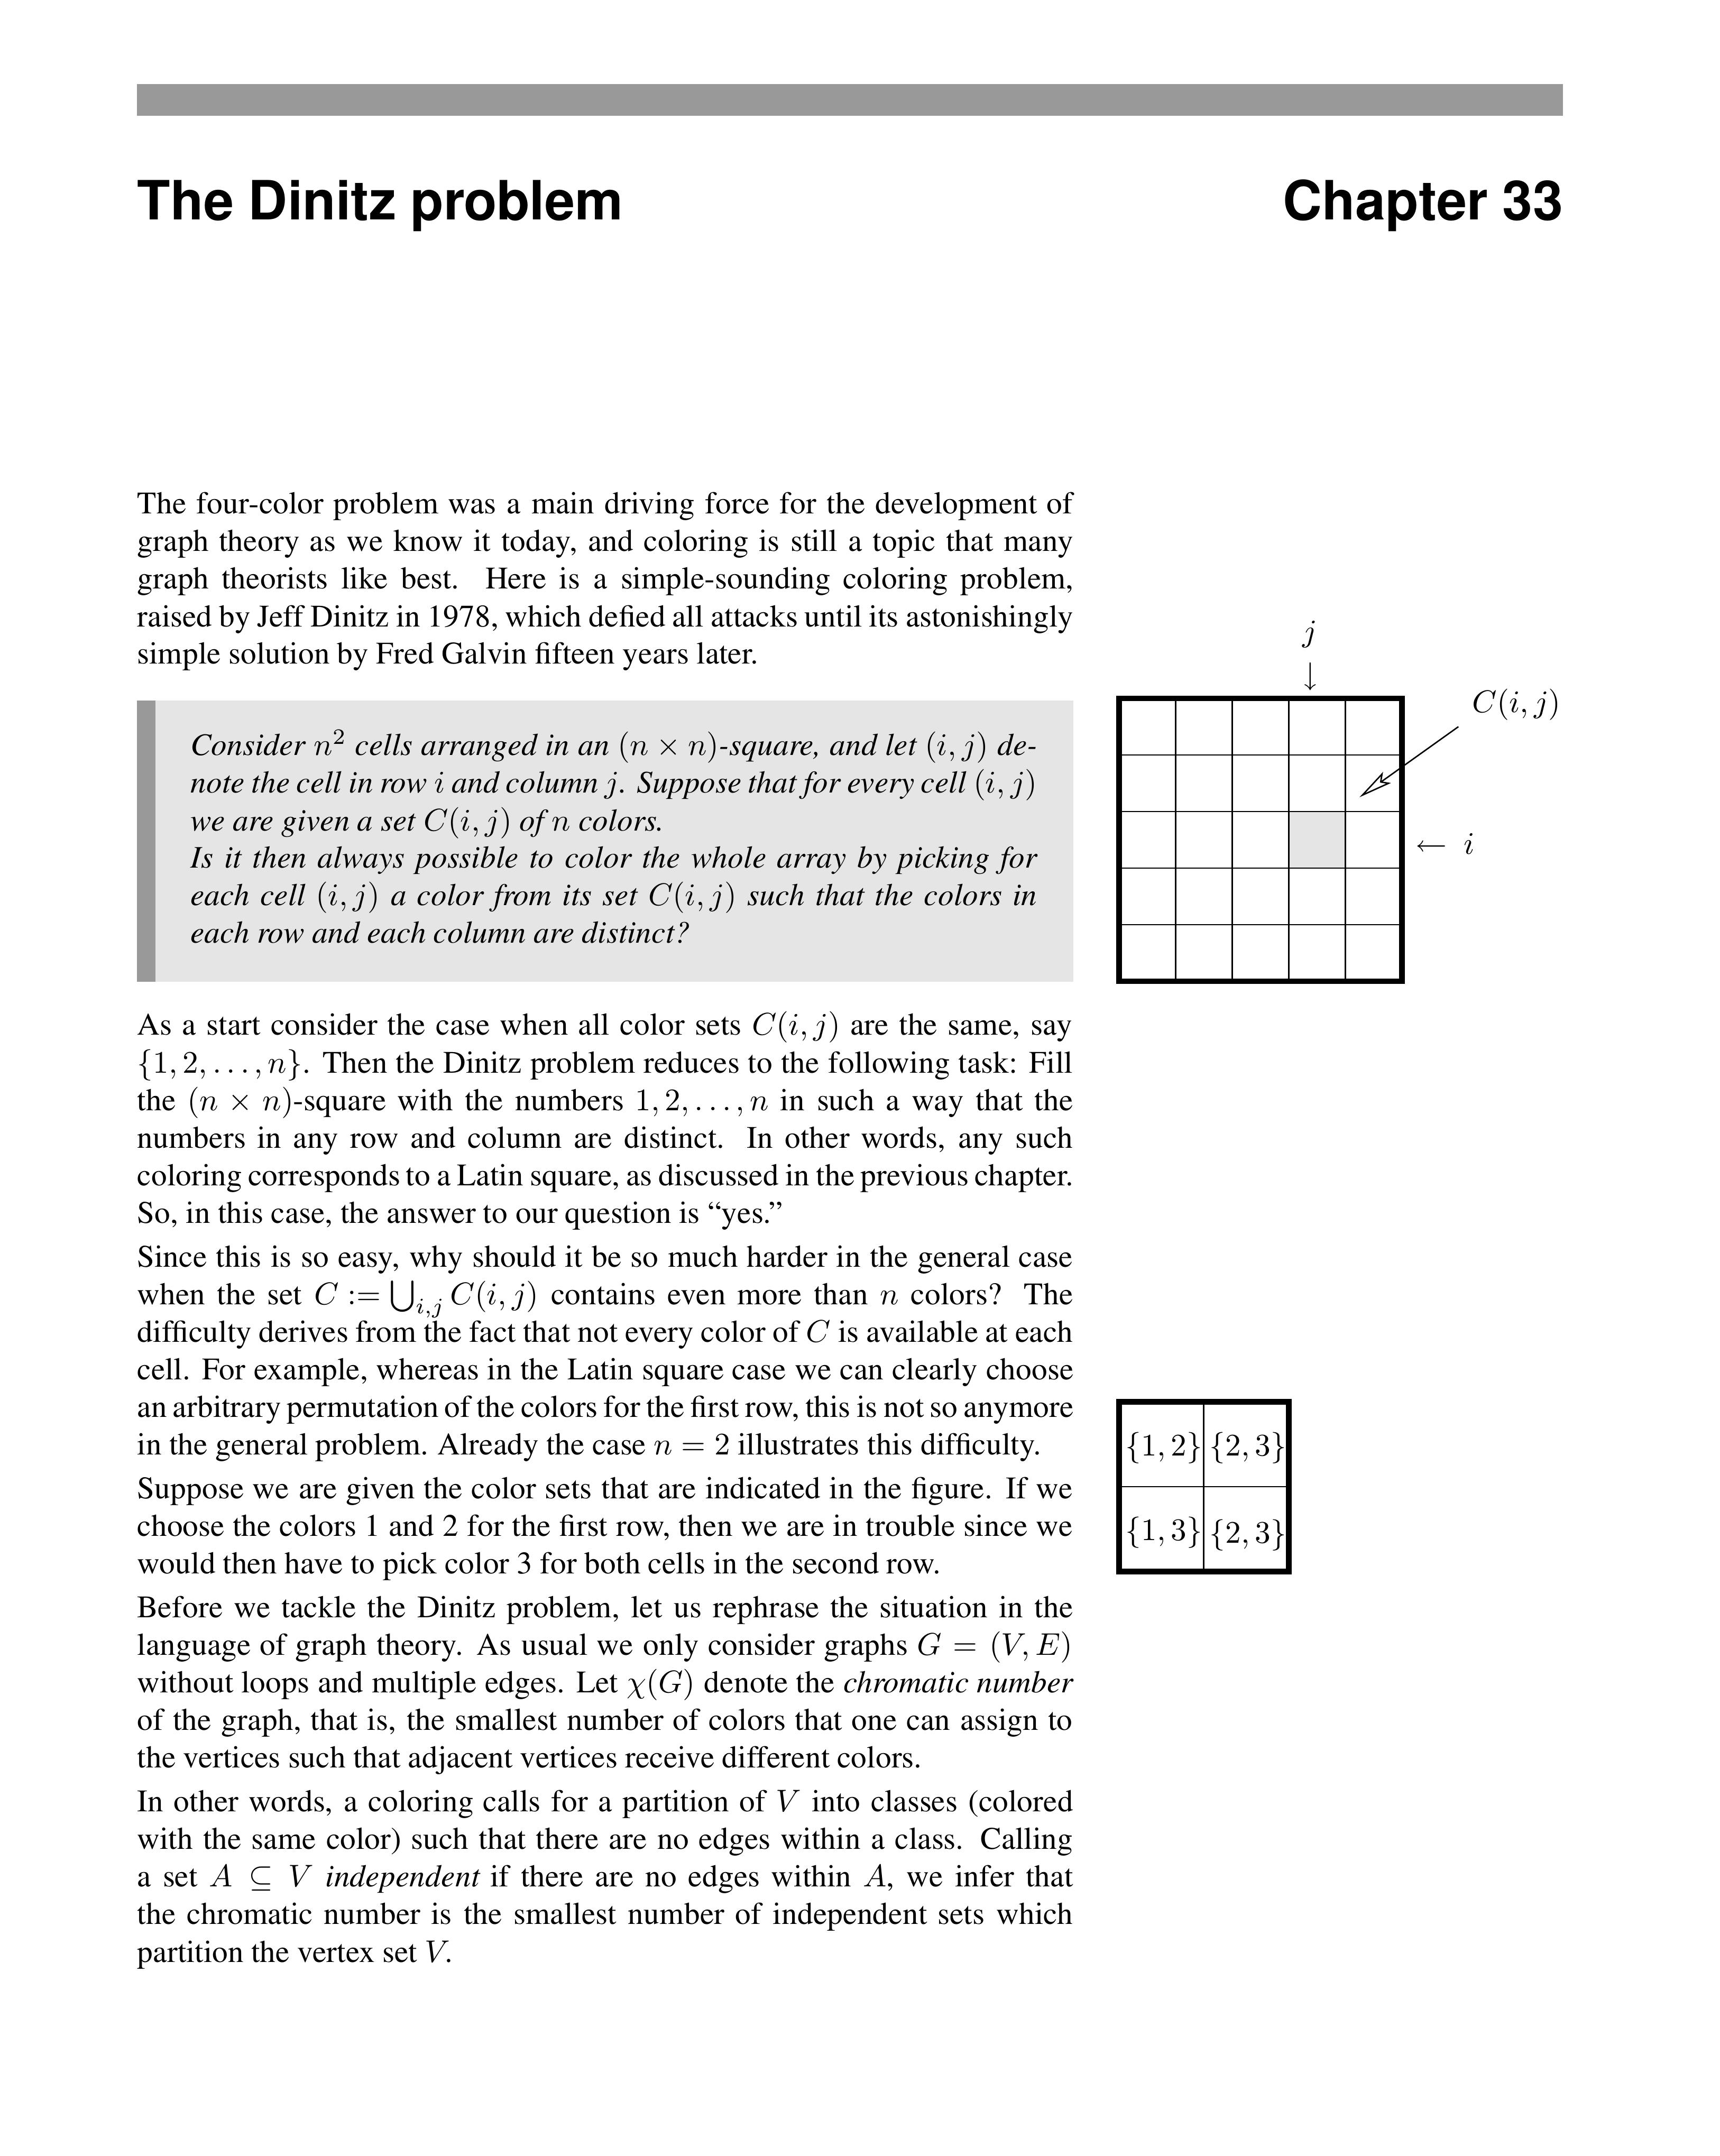 The Dinitz problem
Chapter 33
The four-color problem was a main driving force for the development of
graph theory as we know it today, and coloring is still a topic that many
graph theorists like best. Here is a simple-sounding coloring problem,
raised by Jeff Dinitz in 1978, which defied all attacks until its astonishingly
simple solution by Fred Galvin fifteen years later.
Consider n² cells arranged in an (n × n)-square, and let (i, j) de-
note the cell in row i and column j. Suppose that for every cell (i, j)
we are given a set C(i, j) of n colors.
Is it then always possible to color the whole array by picking for
each cell (i, j) a color from its set C(i, j) such that the colors in
each row and each column are distinct?
j
↓
C(i, j)
← i
As a start consider the case when all color sets C(i, j) are the same, say
{1, 2, . . . , n}. Then the Dinitz problem reduces to the following task: Fill
the (n × n)-square with the numbers 1, 2, . . . , n in such a way that the
numbers in any row and column are distinct. In other words, any such
coloring corresponds to a Latin square, as discussed in the previous chapter.
So, in this case, the answer to our question is “yes.”
Since this is so easy, why should it be so much harder in the general case
when the set C := ⋃i,j C(i, j) contains even more than n colors? The
difficulty derives from the fact that not every color of C is available at each
cell. For example, whereas in the Latin square case we can clearly choose
an arbitrary permutation of the colors for the first row, this is not so anymore
in the general problem. Already the case n = 2 illustrates this difficulty.
Suppose we are given the color sets that are indicated in the figure. If we
choose the colors 1 and 2 for the first row, then we are in trouble since we
would then have to pick color 3 for both cells in the second row.
{1, 2} {2, 3}
{1, 3} {2, 3}
Before we tackle the Dinitz problem, let us rephrase the situation in the
language of graph theory. As usual we only consider graphs G = (V, E)
without loops and multiple edges. Let χ(G) denote the chromatic number
of the graph, that is, the smallest number of colors that one can assign to
the vertices such that adjacent vertices receive different colors.
In other words, a coloring calls for a partition of V into classes (colored
with the same color) such that there are no edges within a class. Calling
a set A ⊆ V independent if there are no edges within A, we infer that
the chromatic number is the smallest number of independent sets which
partition the vertex set V.